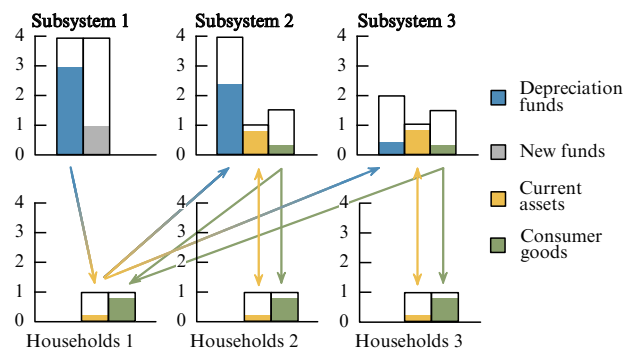 Subsystem 1
Subsystem 2
Subsystem 3
4
3
2
1
0
4
3
2
1
0
4
3
2
1
0
Depreciation
funds
New funds
Current
assets
Consumer
goods
4
3
2
1
0
4
3
2
1
0
4
3
2
1
0
Households 1
Households 2
Households 3